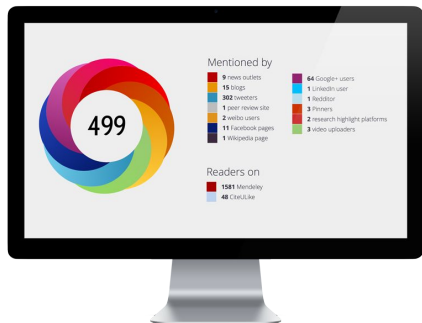 499
Mentioned by
9 news outlets
15 blogs
302 tweeters
1 peer review site
2 weibo users
11 Facebook pages
1 Wikipedia page
64 Google+ users
1 LinkedIn user
1 Redditor
3 Pinners
2 research highlight platforms
3 video uploaders
Readers on
1581 Mendeley
48 CiteULike